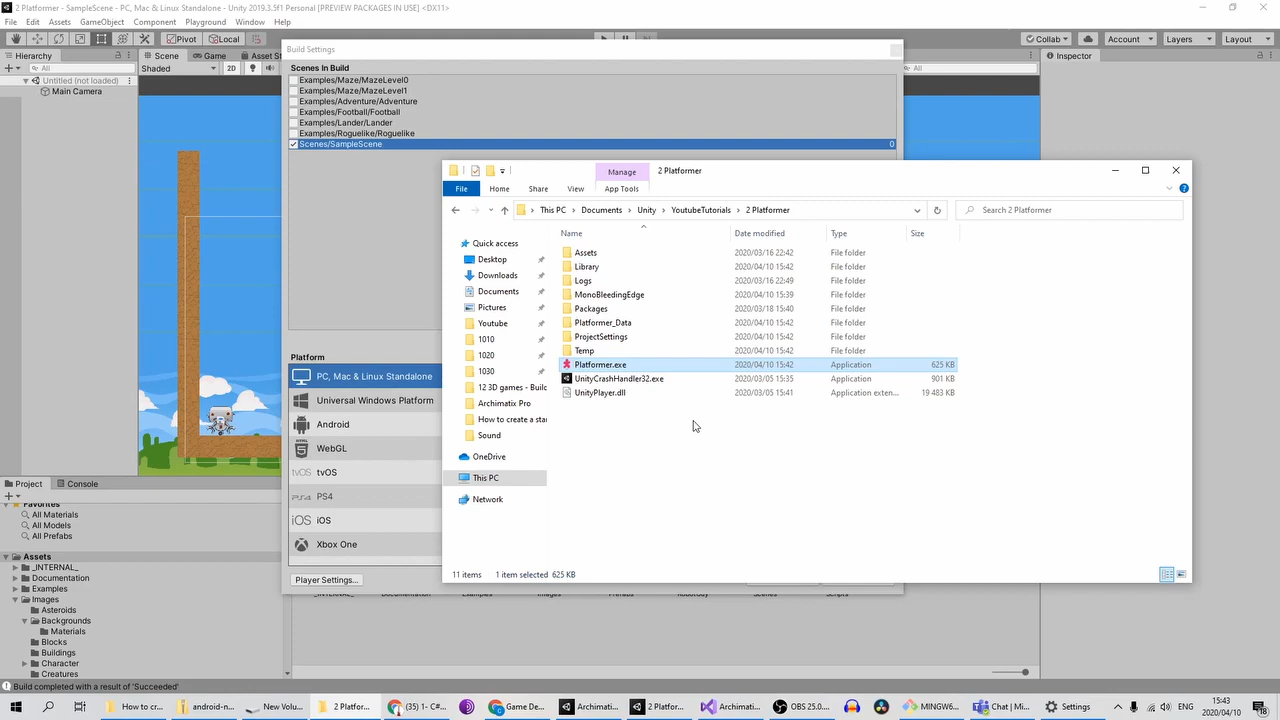 2 Platformer - SampleScene - PC, Mac & Linux Standalone - Unity 2019.3.5f1 Personal [PREVIEW PACKAGES IN USE] <DX11>
File Edit Assets GameObject Component Playground Window Help
Pivot Local Collab Account Layers Layout
Hierarchy Scene Game Asset S Build Settings Inspector
All Shaded 2D All
Untitled (not loaded)
Main Camera
Scenes In Build
Examples/Maze/MazeLevel0
Examples/Maze/MazeLevel1
Examples/Adventure/Adventure
Examples/Football/Football
Examples/Lander/Lander
Examples/Roguelike/Roguelike
Scenes/SampleScene 0
Platform
PC, Mac & Linux Standalone
Universal Windows Platform
Android
WebGL
tvOS
PS4
iOS
Xbox One
Player Settings...
Manage 2 Platformer
File Home Share View App Tools
This PC Documents Unity YoutubeTutorials 2 Platformer Search 2 Platformer
Name Date modified Type Size
Quick access
Desktop
Downloads
Documents
Pictures
Youtube
1010
1020
1030
12 3D games - Build
Archimatix Pro
How to create a star
Sound
OneDrive
This PC
Network
Assets 2020/03/16 22:42 File folder
Library 2020/04/10 15:42 File folder
Logs 2020/03/16 22:49 File folder
MonoBleedingEdge 2020/04/10 15:39 File folder
Packages 2020/03/18 15:40 File folder
Platformer_Data 2020/04/10 15:42 File folder
ProjectSettings 2020/04/10 15:42 File folder
Temp 2020/04/10 15:42 File folder
Platformer.exe 2020/04/10 15:42 Application 625 KB
UnityCrashHandler32.exe 2020/03/05 15:35 Application 901 KB
UnityPlayer.dll 2020/03/05 15:41 Application exten... 19 483 KB
11 items 1 item selected 625 KB
Project Console
Favorites
All Materials
All Models
All Prefabs
Assets
_INTERNAL_
Documentation
Examples
Images
Asteroids
Backgrounds
Materials
Blocks
Buildings
Character
Creatures
_INTERNAL_ Documentation Examples Images Prefabs RoboBody Scenes Scripts
Build completed with a result of 'Succeeded'
How to cr... android-n... New Volu... 2 Platform... (35) 1- C#... Game De... Archimati... 2 Platfor... Archimati... OBS 25.0.... MINGW6... Chat | Mi... Settings ENG 15:43
2020/04/10
18